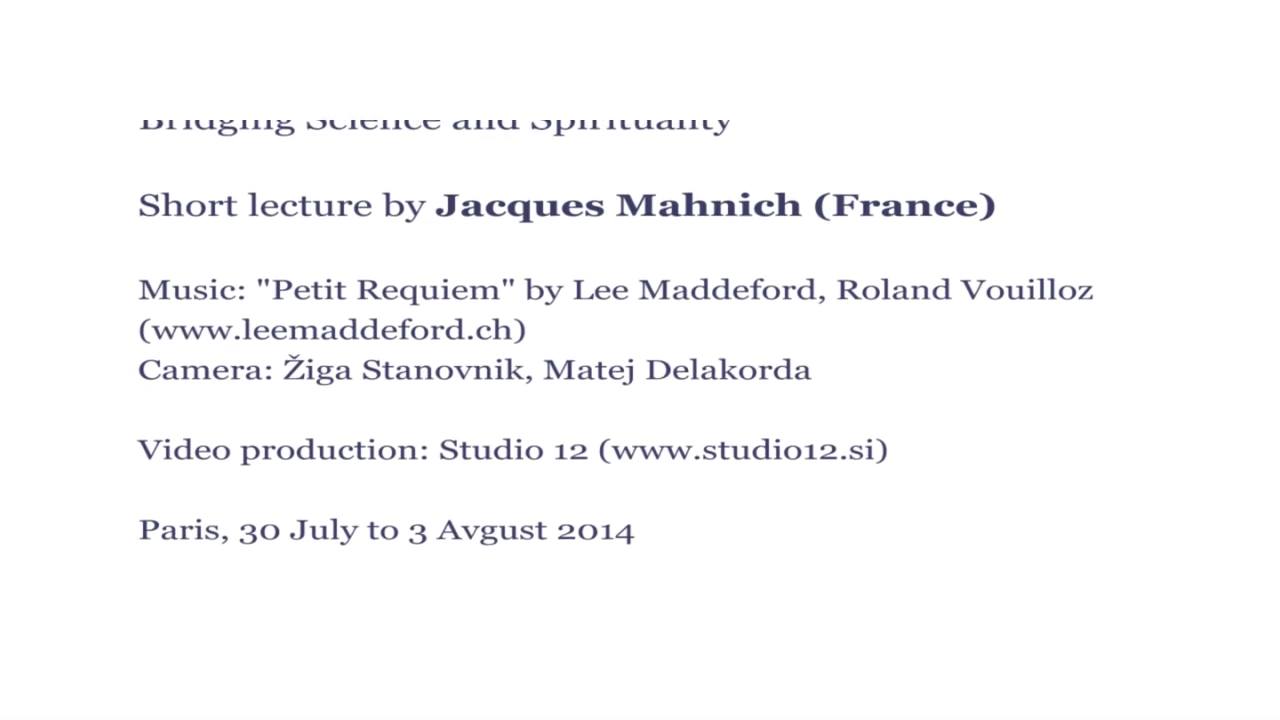 Bridging Science and Spirituality
Short lecture by Jacques Mahnich (France)
Music: "Petit Requiem" by Lee Maddeford, Roland Vouilloz
(www.leemaddeford.ch)
Camera: Žiga Stanovnik, Matej Delakorda
Video production: Studio 12 (www.studio12.si)
Paris, 30 July to 3 Avgust 2014